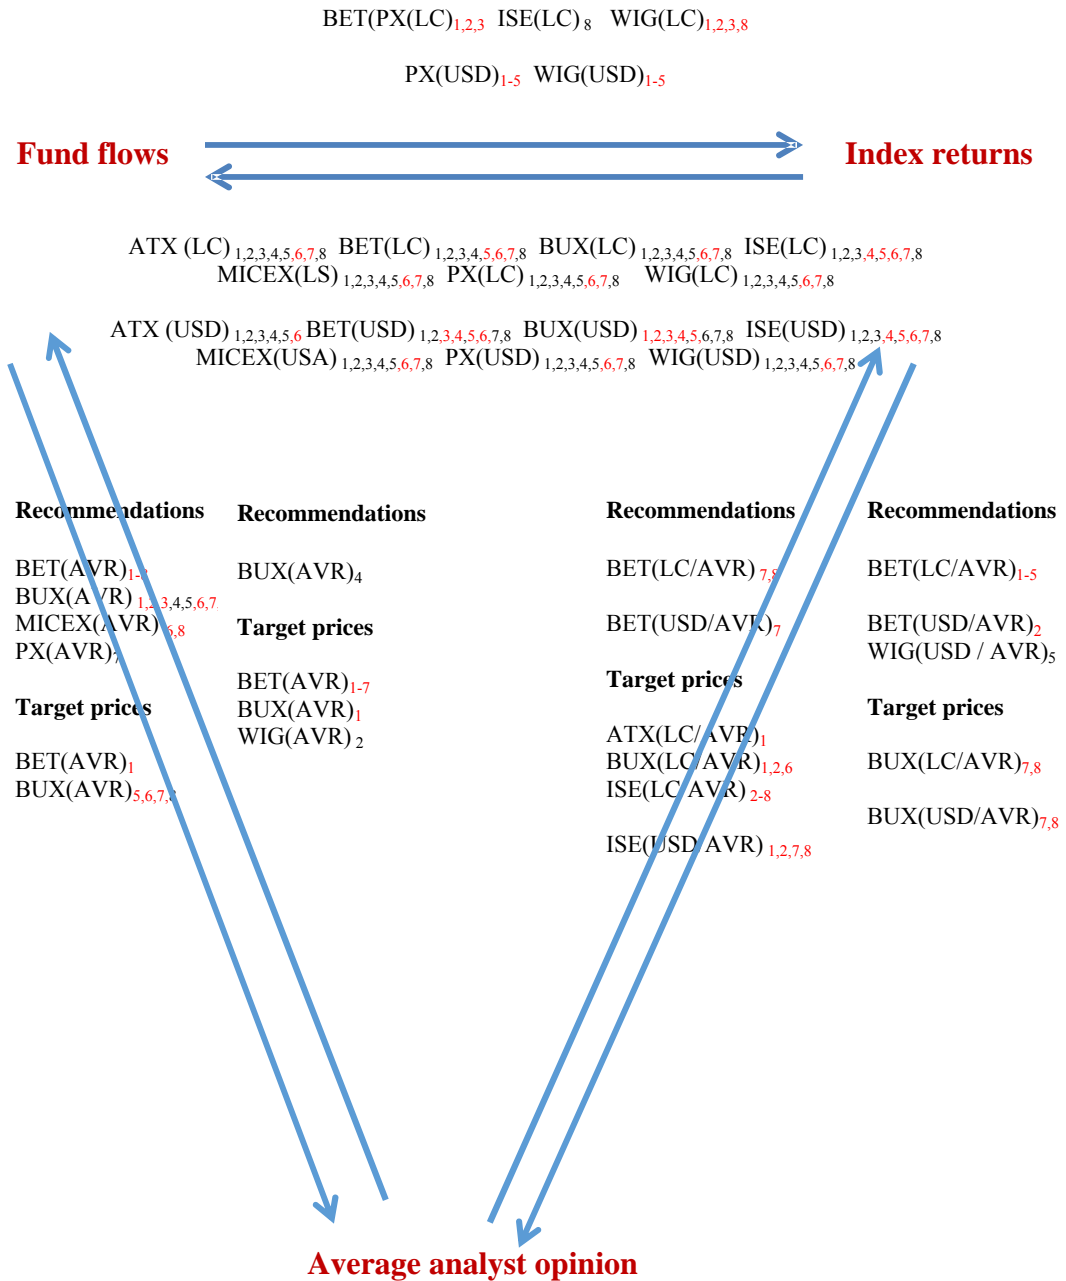 BET(PX(LC)1,2,3 ISE(LC) 8 WIG(LC)1,2,3,8
PX(USD)1-5 WIG(USD)1-5
Fund flows
Index returns
ATX (LC) 1,2,3,4,5,6,7,8 BET(LC) 1,2,3,4,5,6,7,8 BUX(LC) 1,2,3,4,5,6,7,8 ISE(LC) 1,2,3,4,5,6,7,8
MICEX(LS) 1,2,3,4,5,6,7,8 PX(LC) 1,2,3,4,5,6,7,8 WIG(LC) 1,2,3,4,5,6,7,8
ATX (USD) 1,2,3,4,5,6 BET(USD) 1,2,3,4,5,6,7,8 BUX(USD) 1,2,3,4,5,6,7,8 ISE(USD) 1,2,3,4,5,6,7,8
MICEX(USA) 1,2,3,4,5,6,7,8 PX(USD) 1,2,3,4,5,6,7,8 WIG(USD) 1,2,3,4,5,6,7,8
Recommendations
BET(AVR)
BUX(AVR) 1,2,3,4,5,6,7
MICEX(AVR) 6,8
PX(AVR)7
Target prices
BET(AVR)1
BUX(AVR)5,6,7,8
Recommendations
BUX(AVR)4
Target prices
BET(AVR)1-7
BUX(AVR)1
WIG(AVR) 2
Recommendations
BET(LC/AVR) 7,8
BET(USD/AVR)7
Target prices
ATX(LC/AVR)1
BUX(LC/AVR)1,2,6
ISE(LC/AVR) 2-8
ISE(USD/AVR) 1,2,7,8
Recommendations
BET(LC/AVR)1-5
BET(USD/AVR)2
WIG(USD / AVR)5
Target prices
BUX(LC/AVR)7,8
BUX(USD/AVR)7,8
Average analyst opinion